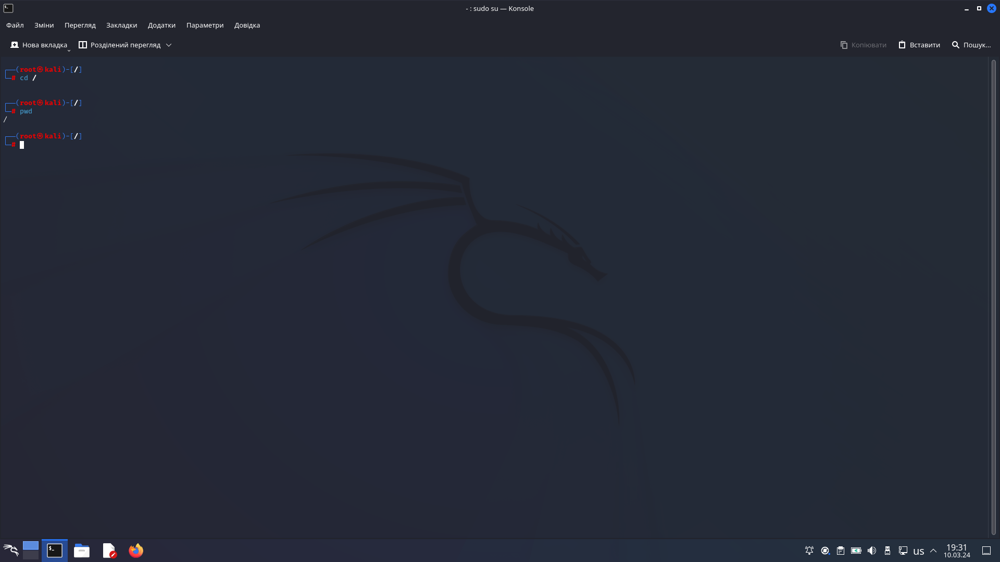 - : sudo su — Konsole
Файл Зміни Перегляд Закладки Додатки Параметри Довідка
Нова вкладка Розділений перегляд Копіювати Вставити Пошук...
┌──(root㉿kali)-[/]
└─# cd /
┌──(root㉿kali)-[/]
└─# pwd
/
┌──(root㉿kali)-[/]
└─#
us 19:31
10.03.24